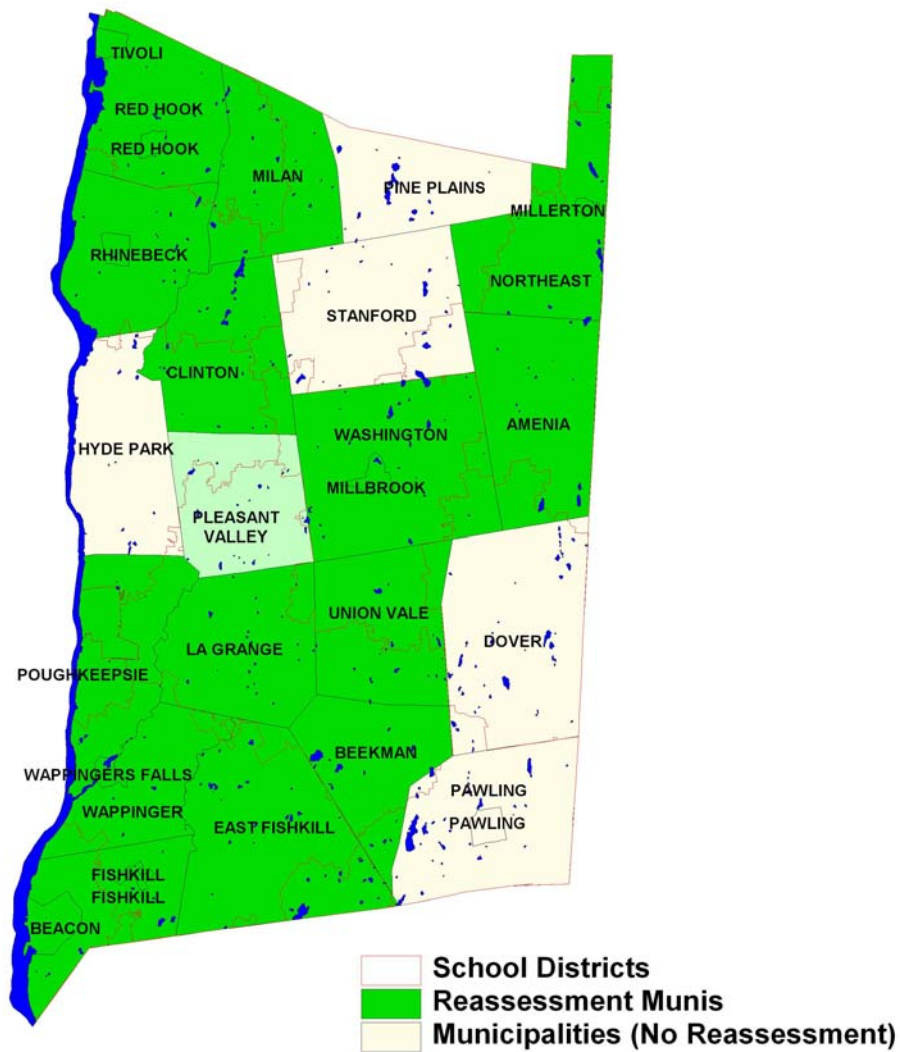 TIVOLI
RED HOOK
RED HOOK
MILAN
PINE PLAINS
MILLERTON
RHINEBECK
NORTHEAST
STANFORD
CLINTON
AMENIA
WASHINGTON
HYDE PARK
MILLBROOK
PLEASANT
VALLEY
UNION VALE
DOVER
LA GRANGE
POUGHKEEPSIE
BEEKMAN
WAPPINGERS FALLS
PAWLING
WAPPINGER
PAWLING
EAST FISHKILL
FISHKILL
FISHKILL
BEACON
School Districts
Reassessment Munis
Municipalities (No Reassessment)